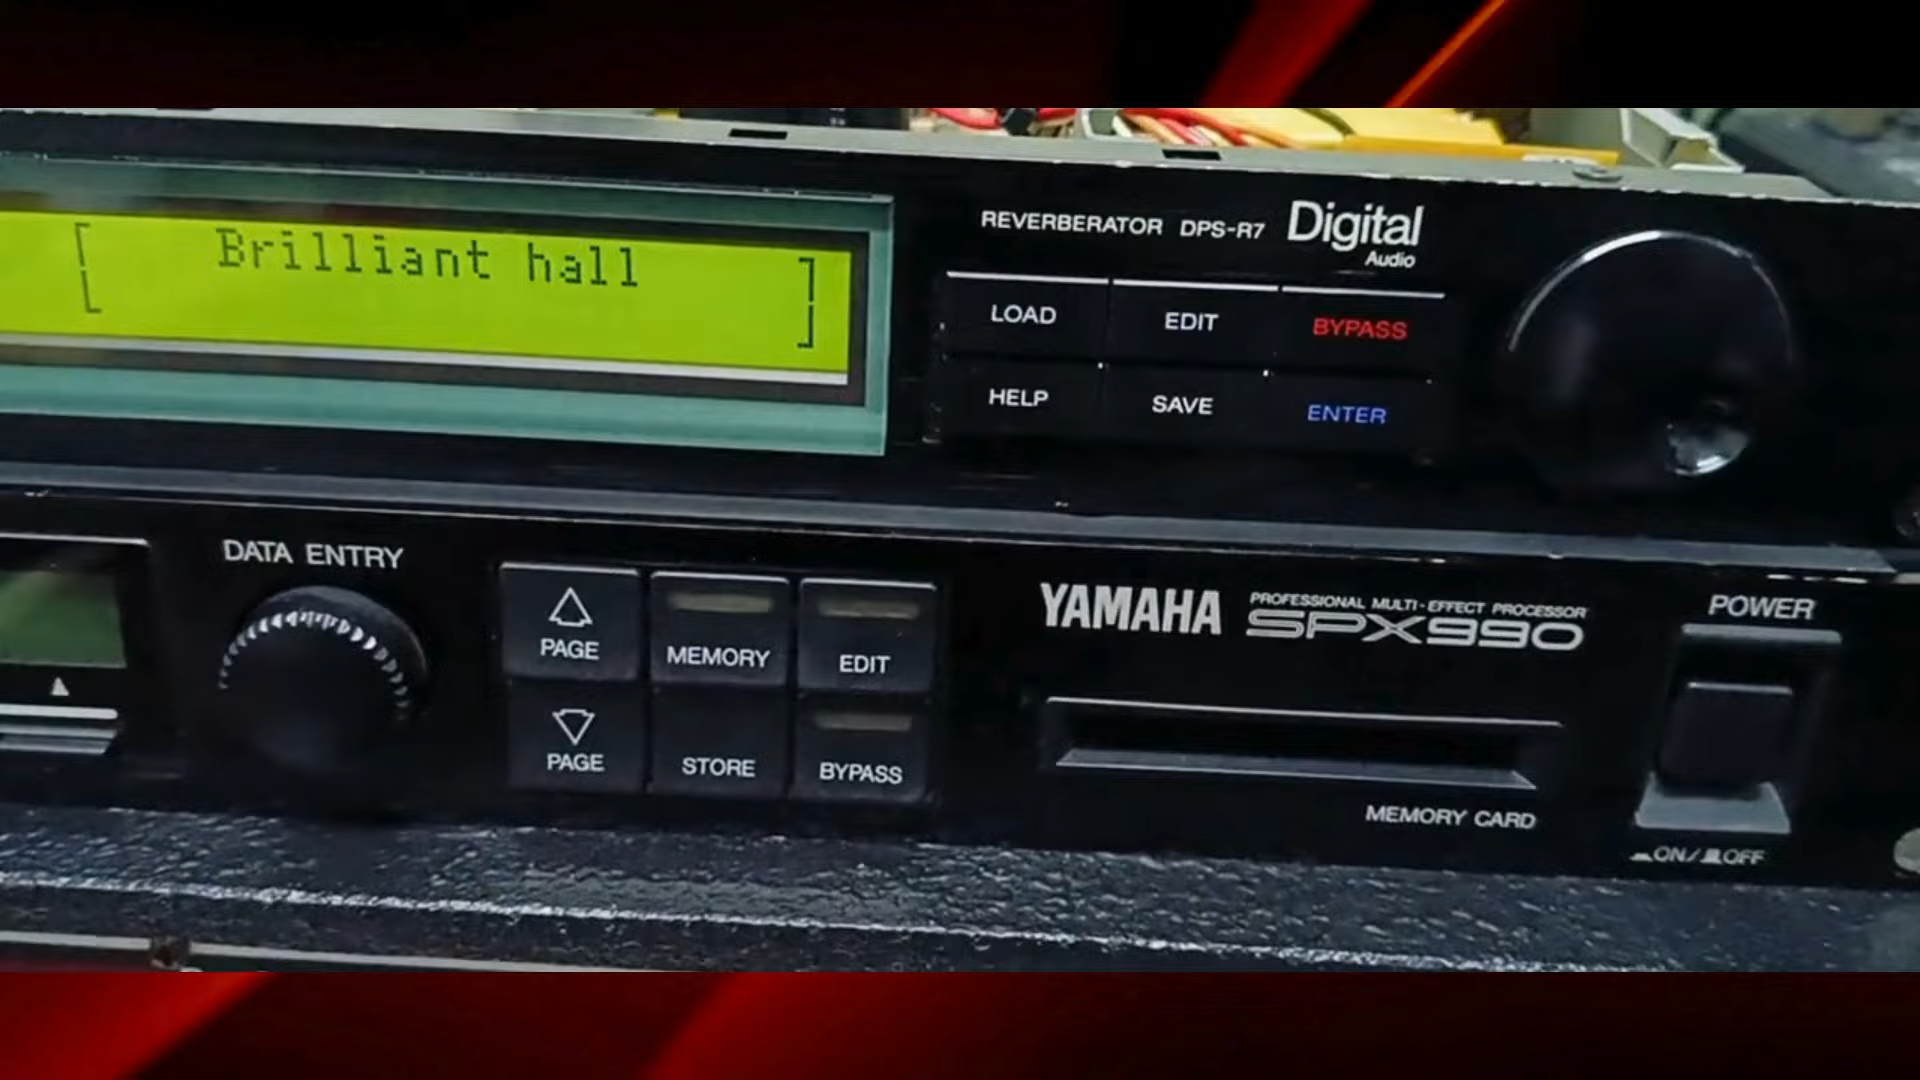 [ Brilliant hall ]
REVERBERATOR DPS-R7 Digital
Audio
LOAD EDIT BYPASS
HELP SAVE ENTER
DATA ENTRY
PAGE MEMORY EDIT
PAGE STORE BYPASS
YAMAHA PROFESSIONAL MULTI-EFFECT PROCESSOR
SPX990
MEMORY CARD
POWER
ON/ OFF